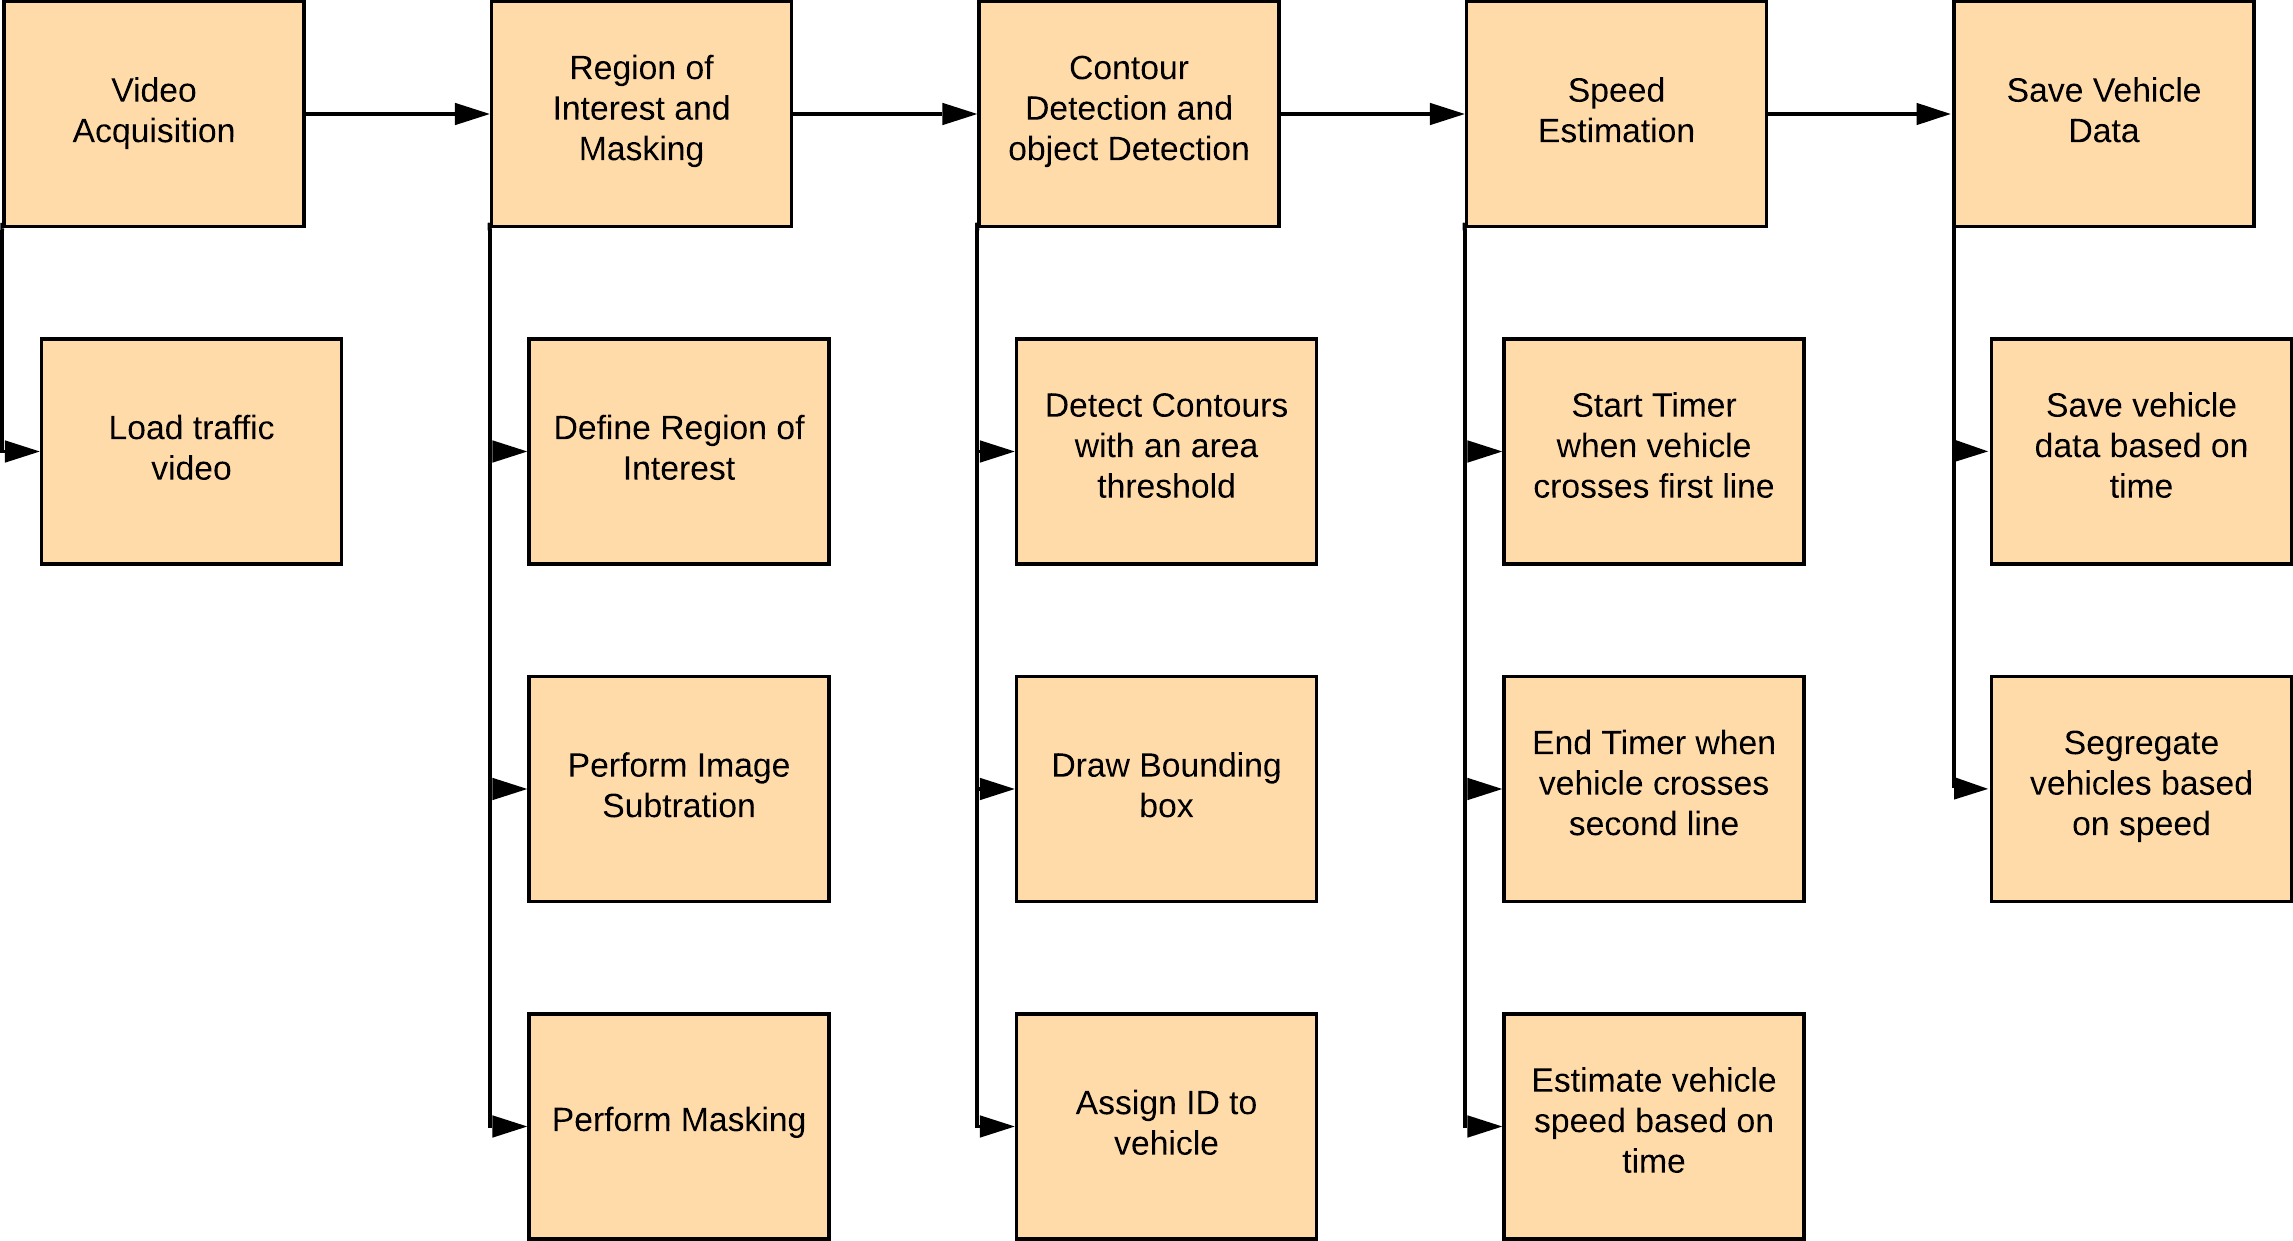 Video
Acquisition
Region of
Interest and
Masking
Contour
Detection and
object Detection
Speed
Estimation
Save Vehicle
Data
Load traffic
video
Define Region of
Interest
Detect Contours
with an area
threshold
Start Timer
when vehicle
crosses first line
Save vehicle
data based on
time
Perform Image
Subtration
Draw Bounding
box
End Timer when
vehicle crosses
second line
Segregate
vehicles based
on speed
Perform Masking
Assign ID to
vehicle
Estimate vehicle
speed based on
time